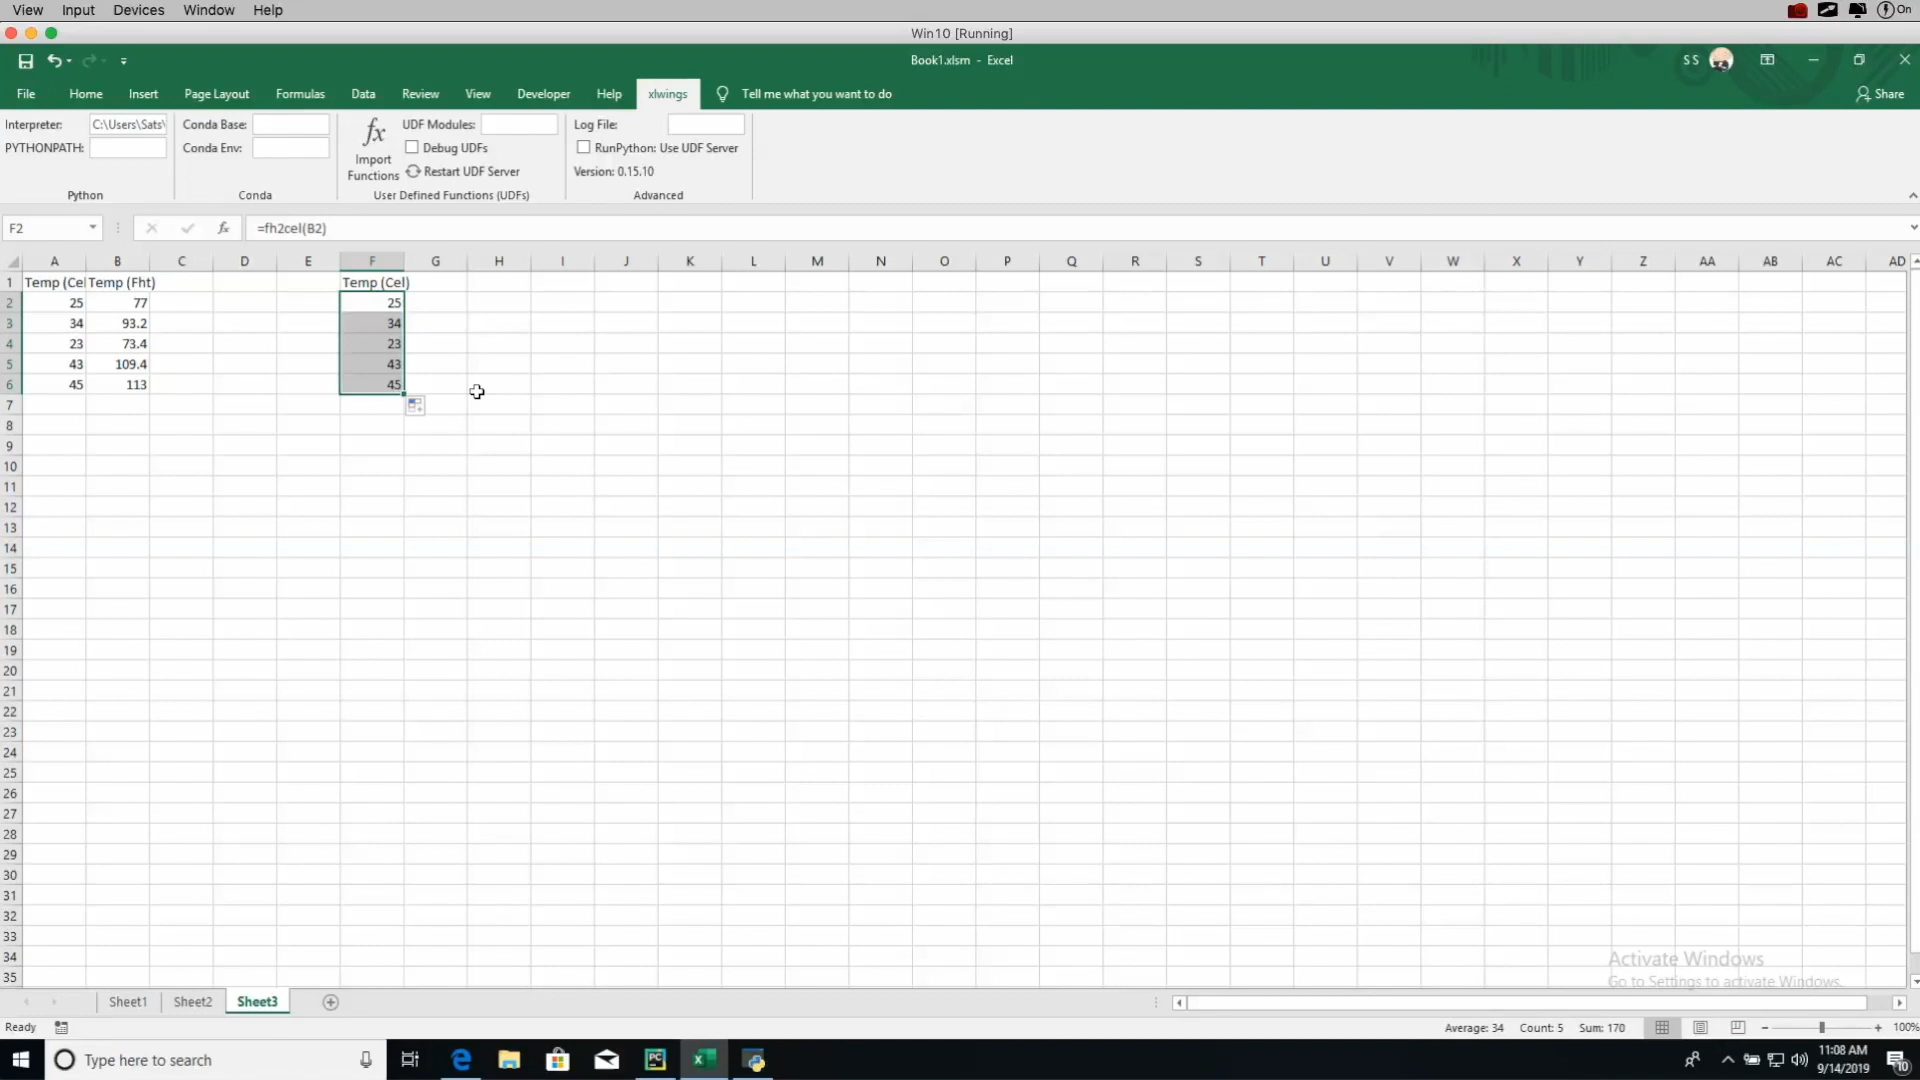 View Input Devices Window Help On
Win10 [Running]
Book1.xlsm - Excel S S
File Home Insert Page Layout Formulas Data Review View Developer Help xlwings Tell me what you want to do Share
Interpreter: C:\Users\Sats\ Conda Base: fx UDF Modules: Log File:
PYTHONPATH: Conda Env: Import Functions Debug UDFs RunPython: Use UDF Server
Restart UDF Server Version: 0.15.10
Python Conda User Defined Functions (UDFs) Advanced
F2 fx =fh2cel(B2)
A B C D E F G H I J K L M N O P Q R S T U V W X Y Z AA AB AC AD
1 Temp (Cel Temp (Fht) Temp (Cel)
2 25 77 25
3 34 93.2 34
4 23 73.4 23
5 43 109.4 43
6 45 113 45
7
8
9
10
11
12
13
14
15
16
17
18
19
20
21
22
23
24
25
26
27
28
29
30
31
32
33
34
35
Activate Windows
Go to Settings to activate Windows.
Sheet1 Sheet2 Sheet3
Ready Average: 34 Count: 5 Sum: 170 100%
Type here to search PC 11:08 AM
9/14/2019 10